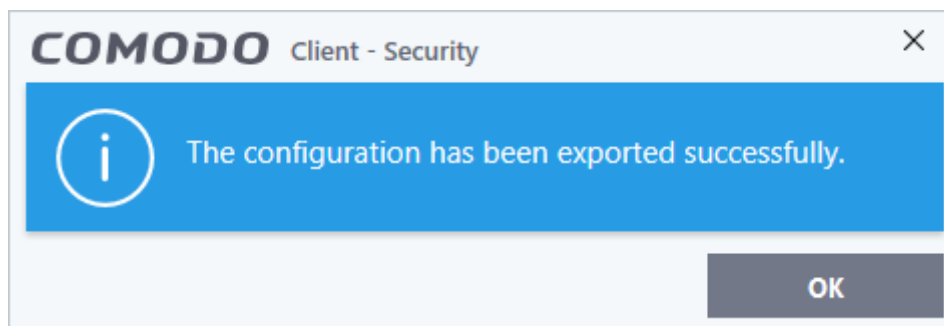 COMODO Client - Security
The configuration has been exported successfully.
OK